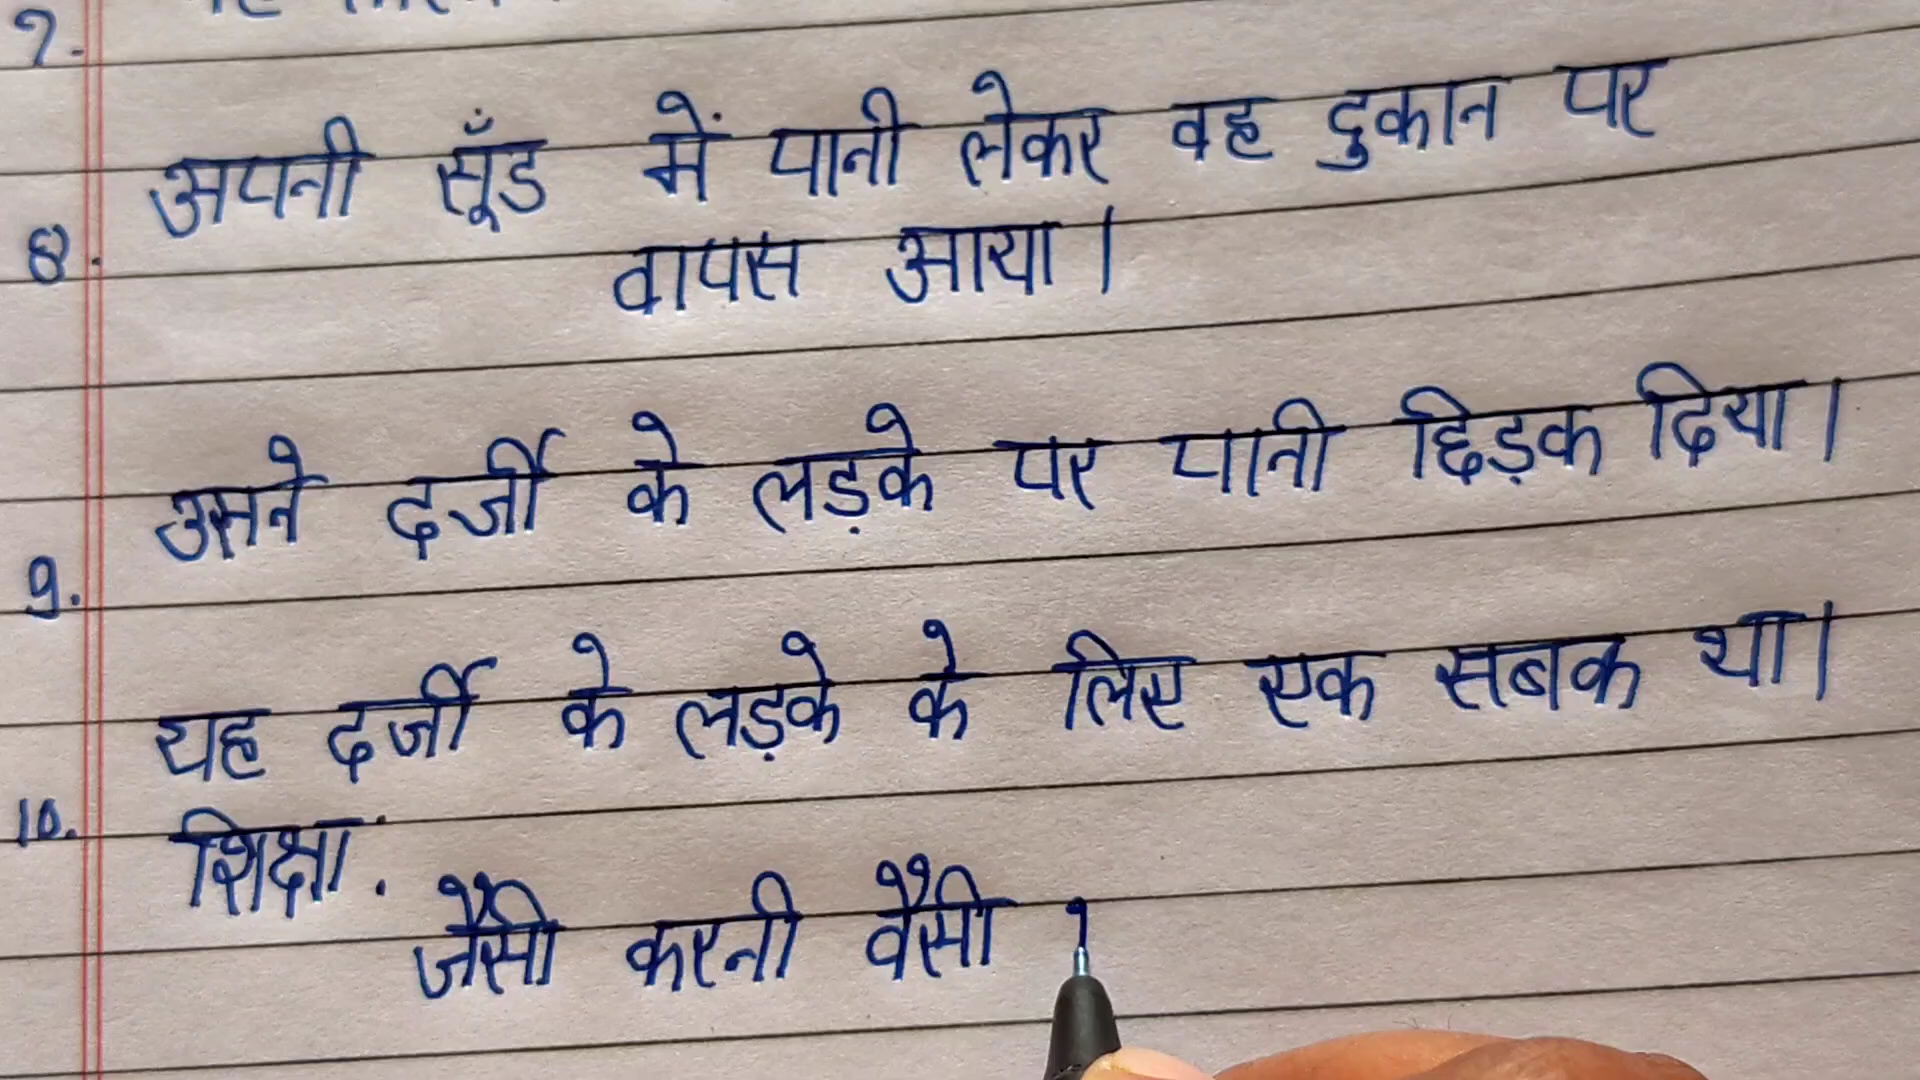 7.
8. अपनी सूँड में पानी लेकर वह दुकान पर
वापस आया।
9. उसने दर्जी के लड़के पर पानी छिड़क दिया।
10. यह दर्जी के लड़के के लिए एक सबक था।
शिक्षा.
जैसी करनी वैसी